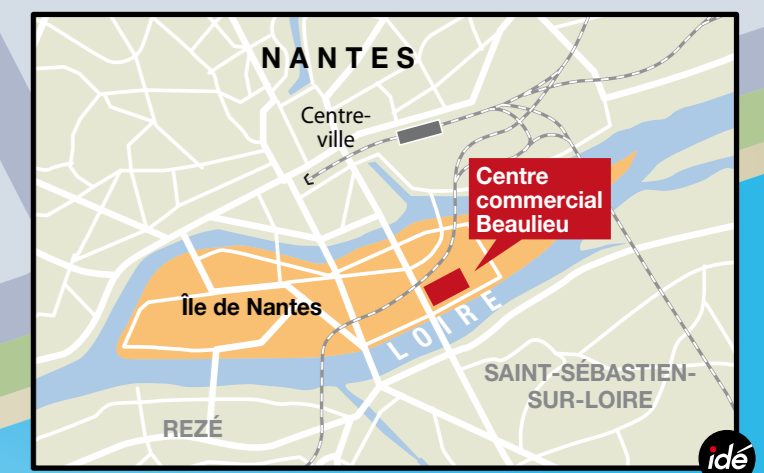 NANTES
Centre-
ville
Centre
commercial
Beaulieu
Île de Nantes
LOIRE
SAINT-SÉBASTIEN-
SUR-LOIRE
REZÉ
idé